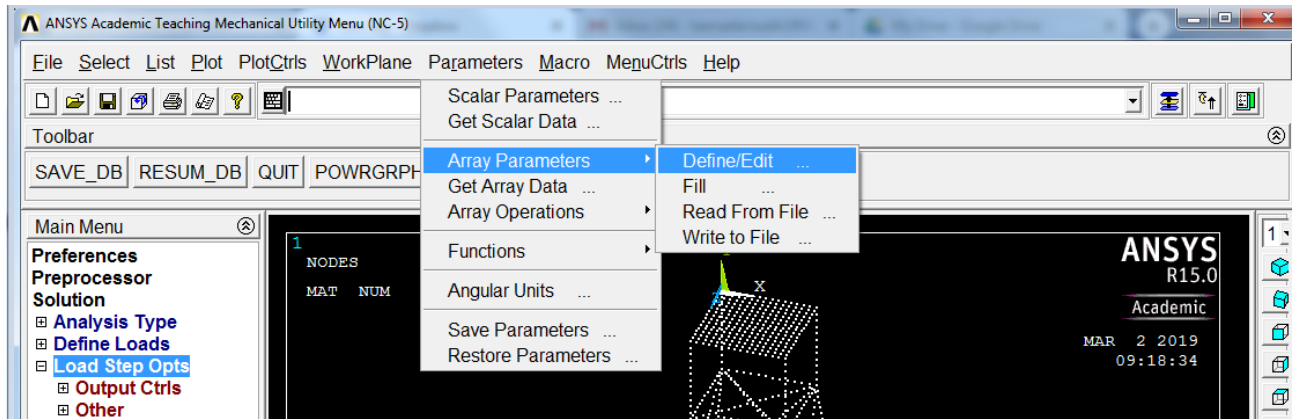 ANSYS Academic Teaching Mechanical Utility Menu (NC-5)
File Select List Plot PlotCtrls WorkPlane Parameters Macro MenuCtrls Help
Toolbar
SAVE_DB RESUM_DB QUIT POWRGRPH
Scalar Parameters ...
Get Scalar Data ...
Array Parameters
Get Array Data ...
Array Operations
Functions
Angular Units ...
Save Parameters ...
Restore Parameters ...
Define/Edit ...
Fill ...
Read From File ...
Write to File ...
Main Menu
Preferences
Preprocessor
Solution
Analysis Type
Define Loads
Load Step Opts
Output Ctrls
Other
1
NODES
MAT NUM
X
ANSYS
R15.0
Academic
MAR 2 2019
09:18:34
1